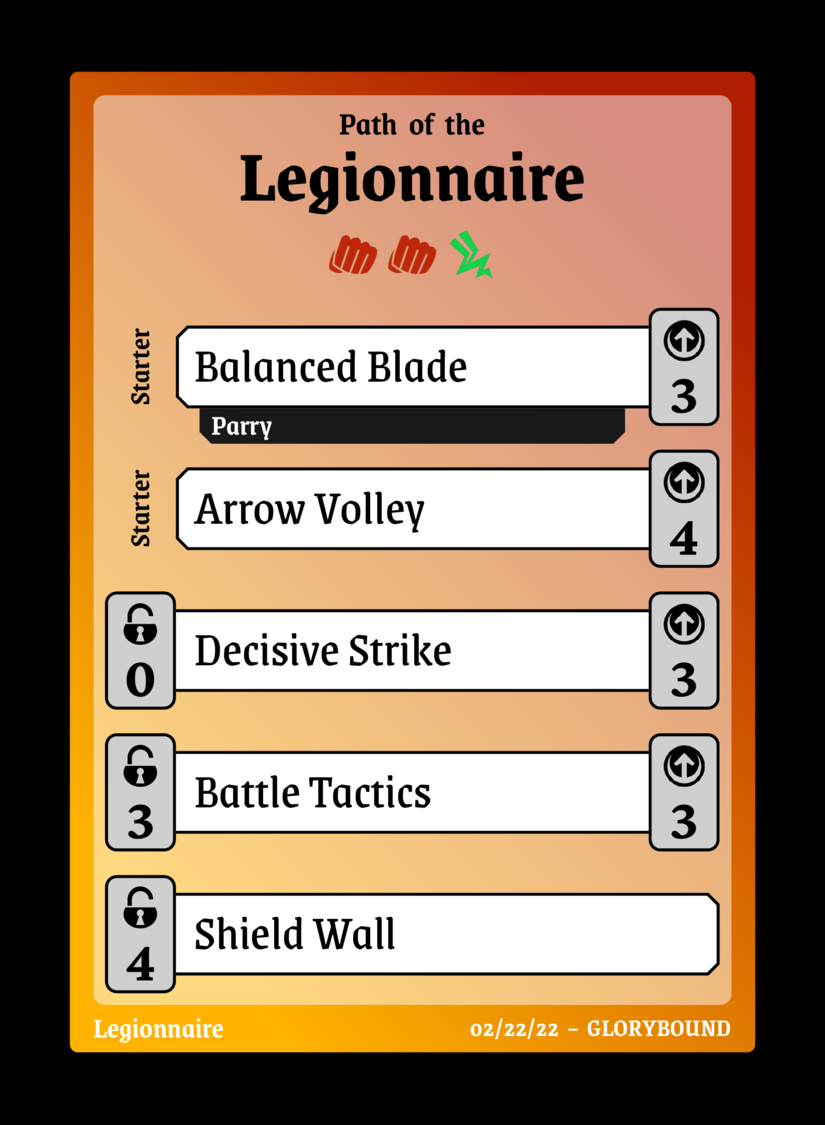 Path of the
Legionnaire
Starter
Balanced Blade
3
Parry
Starter
Arrow Volley
4
0
Decisive Strike
3
3
Battle Tactics
3
4
Shield Wall
Legionnaire
02/22/22 – GLORYBOUND